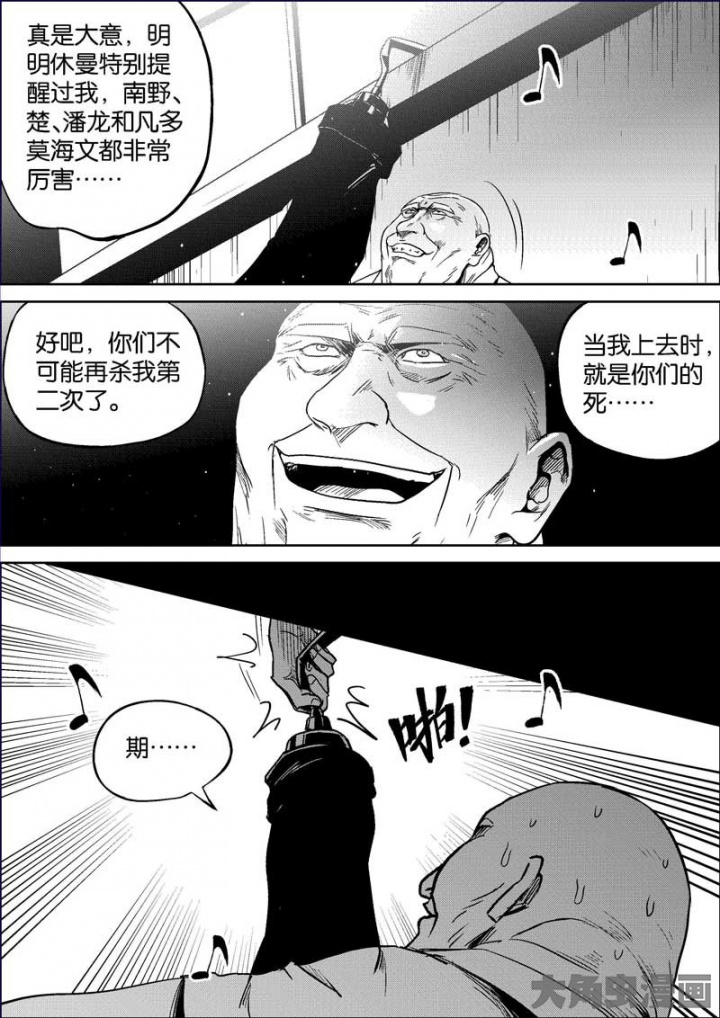 真是大意，明
明休曼特别提
醒过我，南野、
楚、潘龙和凡多
莫海文都非常
厉害……
好吧，你们不
可能再杀我第
二次了。
当我上去时，
就是你们的
死……
期……
啪！
大角虫漫画